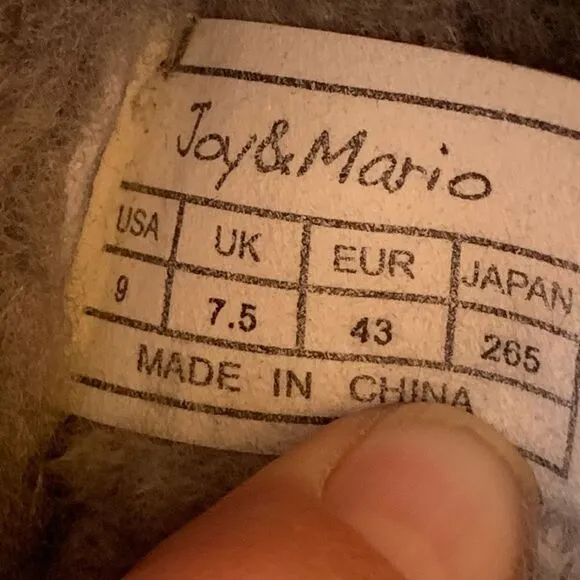 Joy&Mario
USA UK EUR JAPAN
9 7.5 43 265
MADE IN CHINA